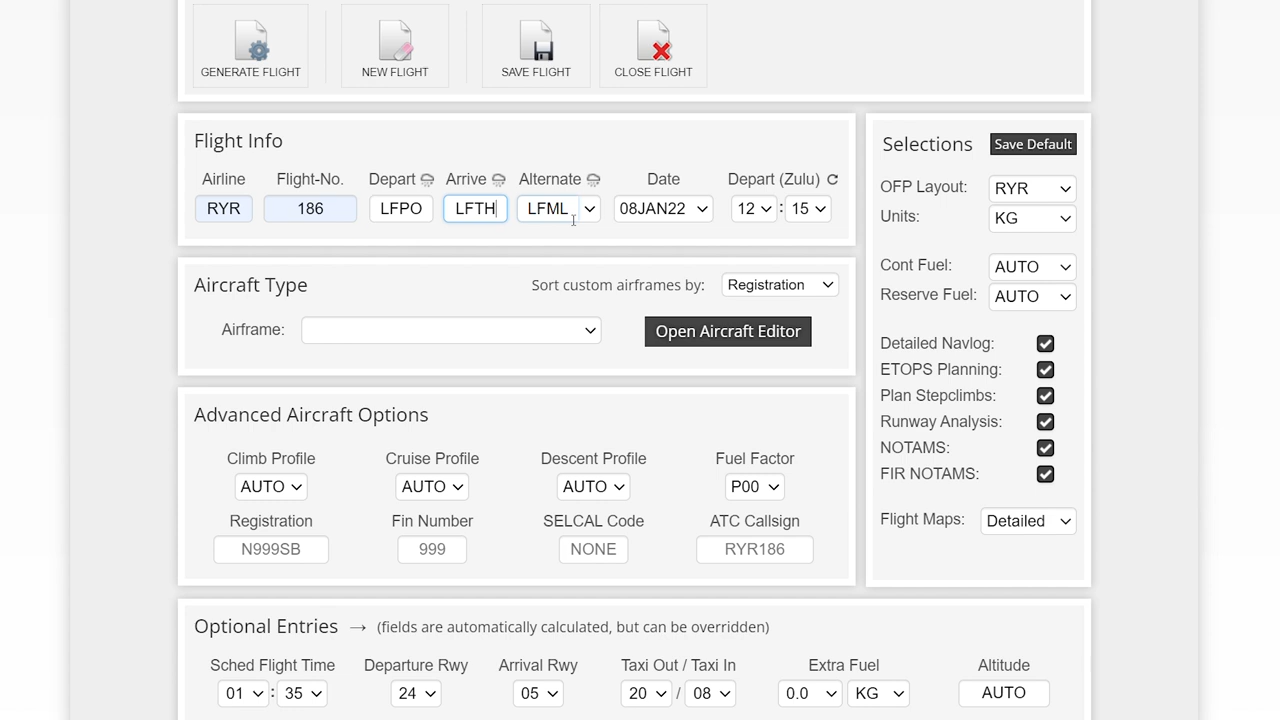 GENERATE FLIGHT NEW FLIGHT SAVE FLIGHT CLOSE FLIGHT
Flight Info
Airline Flight-No. Depart Arrive Alternate Date Depart (Zulu)
RYR 186 LFPO LFTH LFML 08JAN22 12 : 15
Aircraft Type Sort custom airframes by: Registration
Airframe: Open Aircraft Editor
Advanced Aircraft Options
Climb Profile Cruise Profile Descent Profile Fuel Factor
AUTO AUTO AUTO P00
Registration Fin Number SELCAL Code ATC Callsign
N999SB 999 NONE RYR186
Selections Save Default
OFP Layout: RYR
Units: KG
Cont Fuel: AUTO
Reserve Fuel: AUTO
Detailed Navlog:
ETOPS Planning:
Plan Stepclimbs:
Runway Analysis:
NOTAMS:
FIR NOTAMS:
Flight Maps: Detailed
Optional Entries → (fields are automatically calculated, but can be overridden)
Sched Flight Time Departure Rwy Arrival Rwy Taxi Out / Taxi In Extra Fuel Altitude
01 : 35 24 05 20 / 08 0.0 KG AUTO